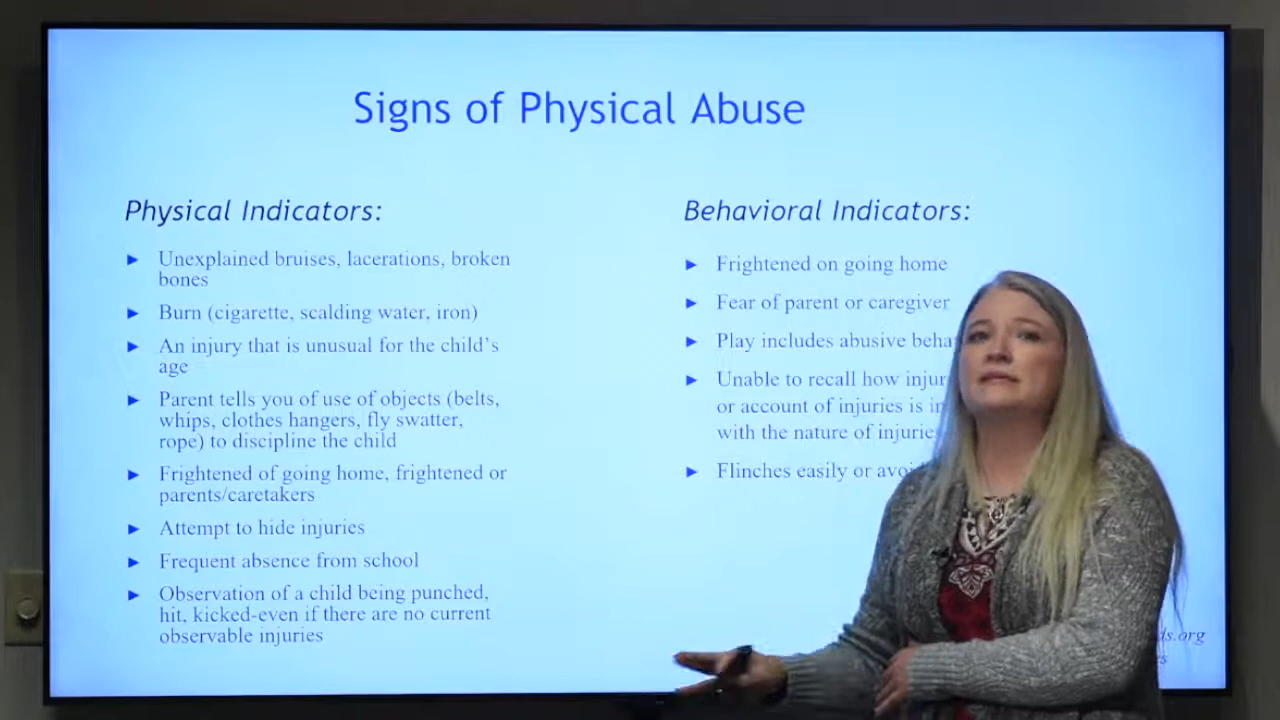 Signs of Physical Abuse
Physical Indicators:
► Unexplained bruises, lacerations, broken
bones
► Burn (cigarette, scalding water, iron)
► An injury that is unusual for the child's
age
► Parent tells you of use of objects (belts,
whips, clothes hangers, fly swatter,
rope) to discipline the child
► Frightened of going home, frightened or
parents/caretakers
► Attempt to hide injuries
► Frequent absence from school
► Observation of a child being punched,
hit, kicked-even if there are no current
observable injuries
Behavioral Indicators:
► Frightened on going home
► Fear of parent or caregiver
► Play includes abusive
► Unable to recall how
or account of injuries is
with the nature of
► Flinches easily or